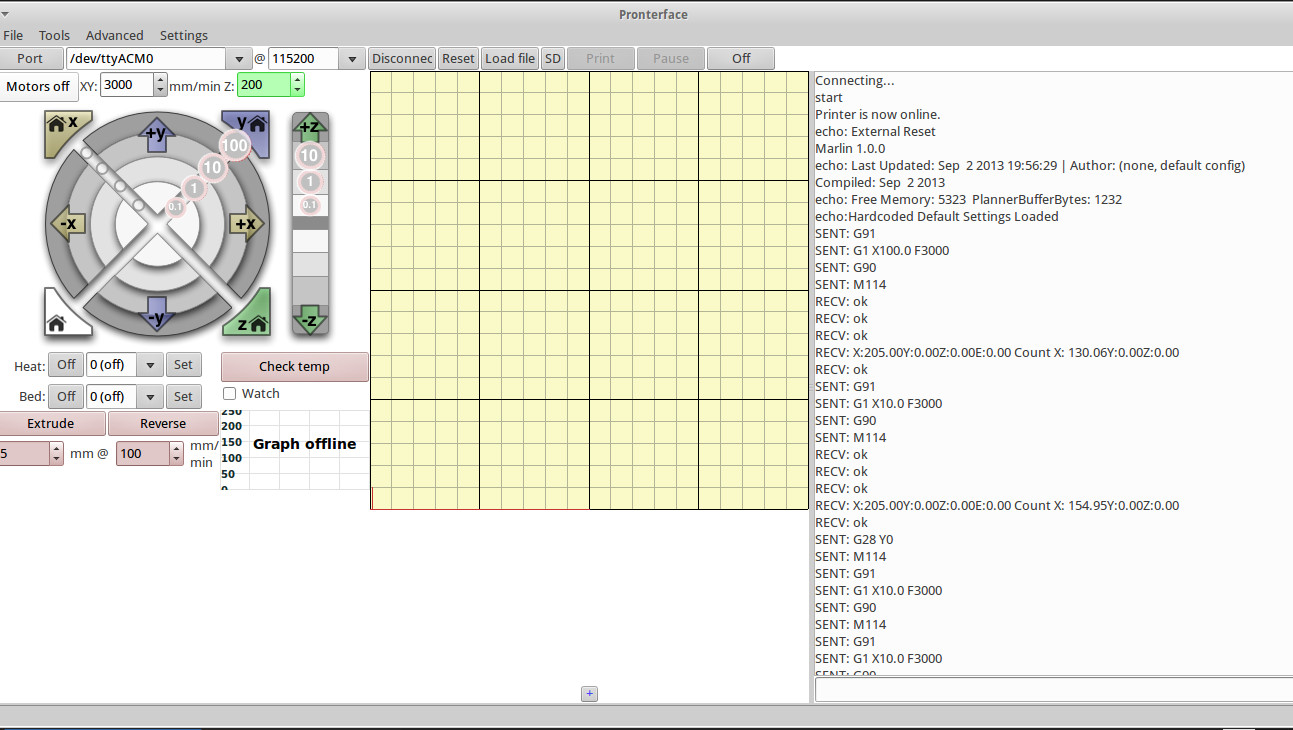 Pronterface
File Tools Advanced Settings
Port /dev/ttyACM0 @ 115200 Disconnec Reset Load file SD Print Pause Off
Motors off XY: 3000 mm/min Z: 200
x +y y 100 10 1 0.1 -x +x -y z
+z 10 1 0.1 -z
Heat: Off 0 (off) Set Check temp
Bed: Off 0 (off) Set Watch
Extrude Reverse
5 mm @ 100 mm/
min
250
200
150 Graph offline
100
50
0
+
Connecting...
start
Printer is now online.
echo: External Reset
Marlin 1.0.0
echo: Last Updated: Sep  2 2013 19:56:29 | Author: (none, default config)
Compiled: Sep  2 2013
echo: Free Memory: 5323  PlannerBufferBytes: 1232
echo:Hardcoded Default Settings Loaded
SENT: G91
SENT: G1 X100.0 F3000
SENT: G90
SENT: M114
RECV: ok
RECV: ok
RECV: ok
RECV: X:205.00Y:0.00Z:0.00E:0.00 Count X: 130.06Y:0.00Z:0.00
RECV: ok
SENT: G91
SENT: G1 X10.0 F3000
SENT: G90
SENT: M114
RECV: ok
RECV: ok
RECV: ok
RECV: X:205.00Y:0.00Z:0.00E:0.00 Count X: 154.95Y:0.00Z:0.00
RECV: ok
SENT: G28 Y0
SENT: M114
SENT: G91
SENT: G1 X10.0 F3000
SENT: G90
SENT: M114
SENT: G91
SENT: G1 X10.0 F3000
SENT: G90